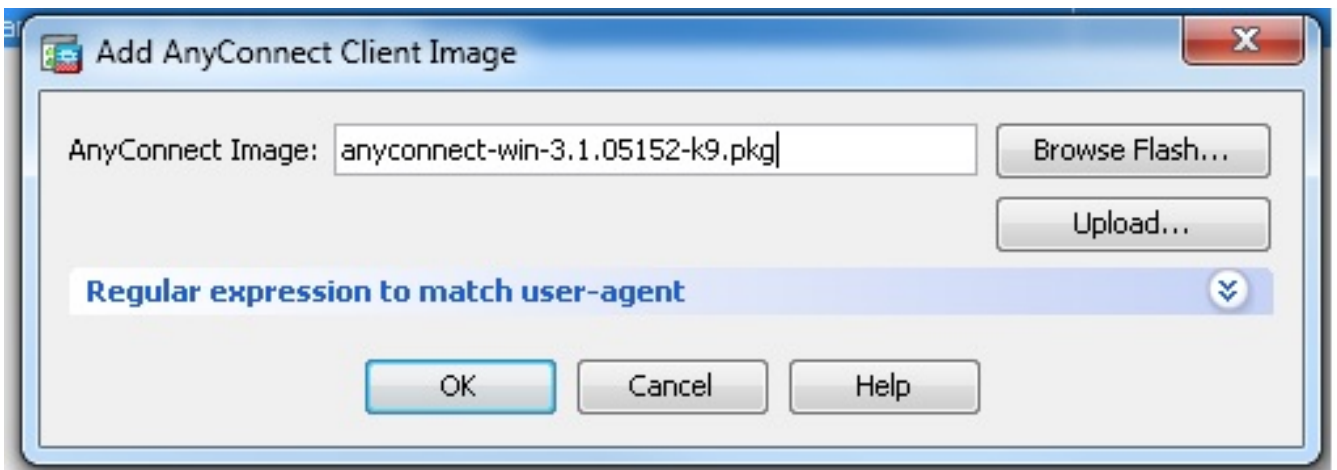 Add AnyConnect Client Image
AnyConnect Image: anyconnect-win-3.1.05152-k9.pkg Browse Flash...
Upload...
Regular expression to match user-agent
OK Cancel Help